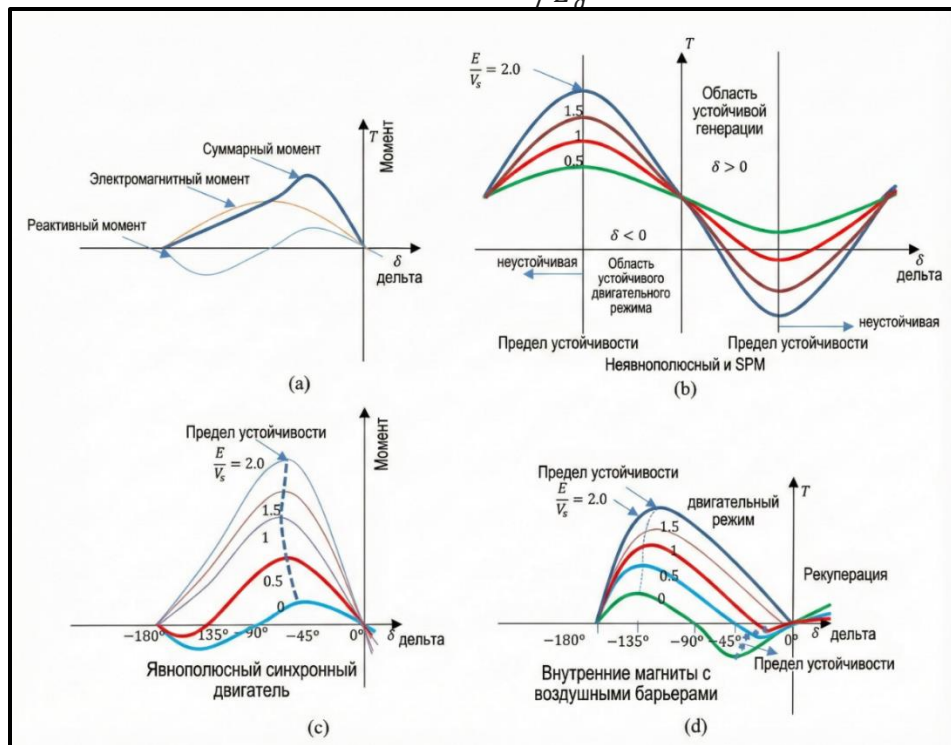 T
Момент
Суммарный момент
Электромагнитный момент
Реактивный момент
δ
дельта
(a)
E/Vs = 2.0
1.5
1
0.5
T
Область
устойчивой
генерации
δ > 0
δ < 0
неустойчивая
Область
устойчивого
двигательного
режима
δ
дельта
неустойчивая
Предел устойчивости
Предел устойчивости
Неявнополюсный и SPM
(b)
Предел устойчивости
E/Vs = 2.0
1.5
1
0.5
0
Момент
−180°
−135°
−90°
−45°
0°
δ
дельта
Явнополюсный синхронный
двигатель
(c)
Предел устойчивости
E/Vs = 2.0
двигательный
режим
1.5
1
0.5
0
T
Рекуперация
−180°
−135°
−90°
−45°
0°
δ
дельта
Предел устойчивости
Внутренние магниты с
воздушными барьерами
(d)